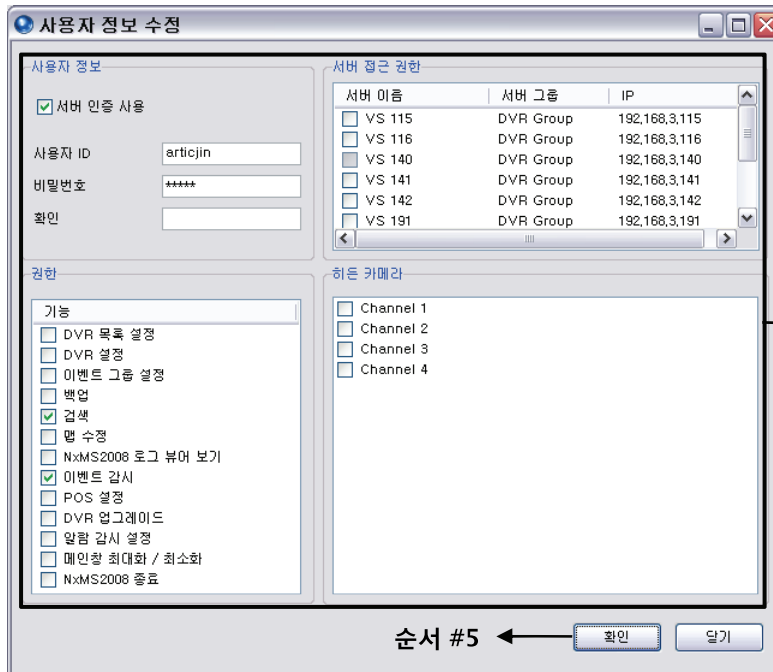 사용자 정보 수정
사용자 정보
서버 인증 사용
사용자 ID articjin
비밀번호 *****
확인
서버 접근 권한
서버 이름 서버 그룹 IP
VS 115 DVR Group 192,168,3,115
VS 116 DVR Group 192,168,3,116
VS 140 DVR Group 192,168,3,140
VS 141 DVR Group 192,168,3,141
VS 142 DVR Group 192,168,3,142
VS 191 DVR Group 192,168,3,191
권한
기능
DVR 목록 설정
DVR 설정
이벤트 그룹 설정
백업
검색
맵 수정
NxMS2008 로그 뷰어 보기
이벤트 감시
POS 설정
DVR 업그레이드
알람 감시 설정
메인창 최대화 / 최소화
NxMS2008 종료
히든 카메라
Channel 1
Channel 2
Channel 3
Channel 4
순서 #5
확인
닫기